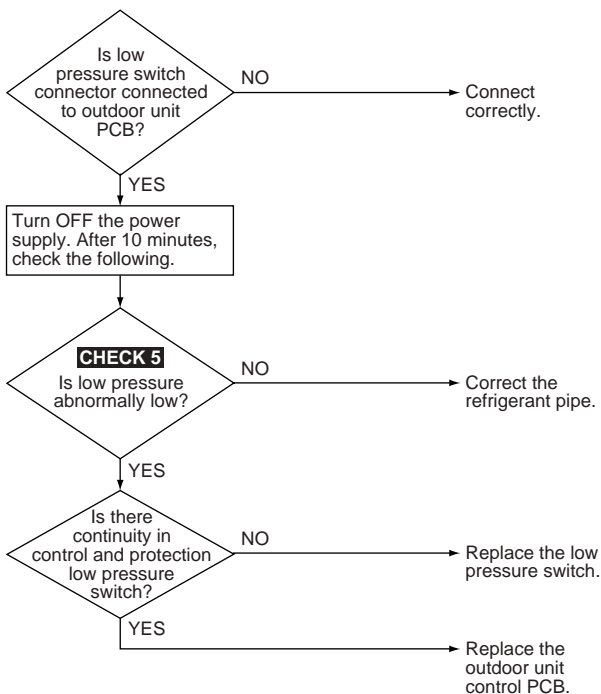 Is low
pressure switch
connector connected
to outdoor unit
PCB?
NO
Connect
correctly.
YES
Turn OFF the power
supply. After 10 minutes,
check the following.
CHECK 5
Is low pressure
abnormally low?
NO
Correct the
refrigerant pipe.
YES
Is there
continuity in
control and protection
low pressure
switch?
NO
Replace the low
pressure switch.
YES
Replace the
outdoor unit
control PCB.